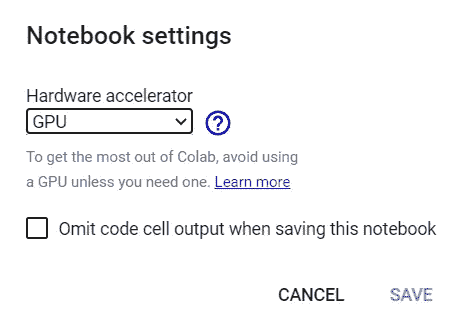 Notebook settings
Hardware accelerator
GPU
?
To get the most out of Colab, avoid using
a GPU unless you need one. Learn more
Omit code cell output when saving this notebook
CANCEL SAVE